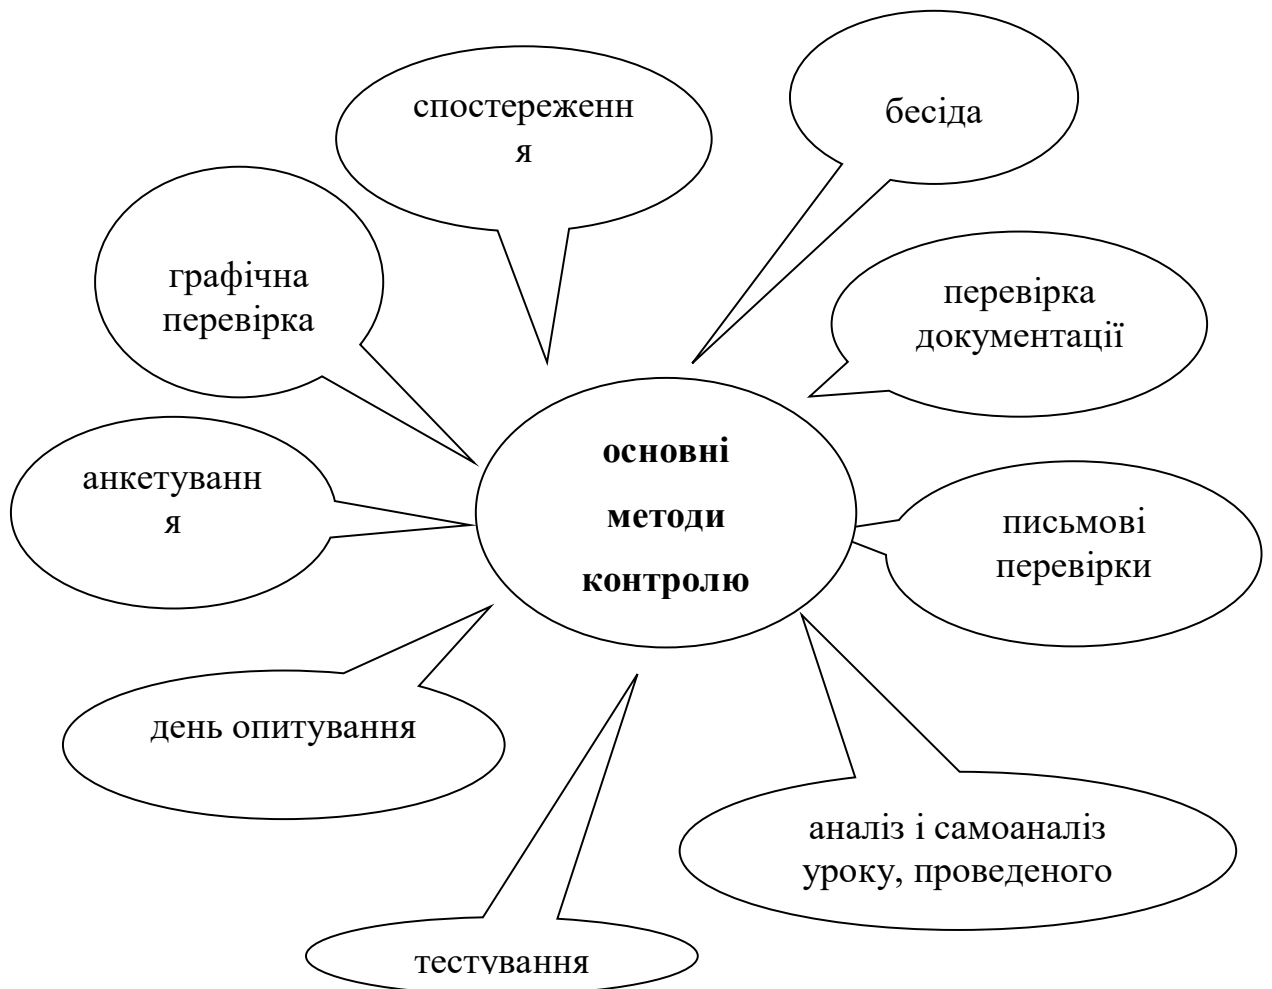 спостереженн
я
бесіда
графічна
перевірка
перевірка
документації
основні
методи
контролю
анкетуванн
я
письмові
перевірки
день опитування
аналіз і самоаналіз
уроку, проведеного
тестування